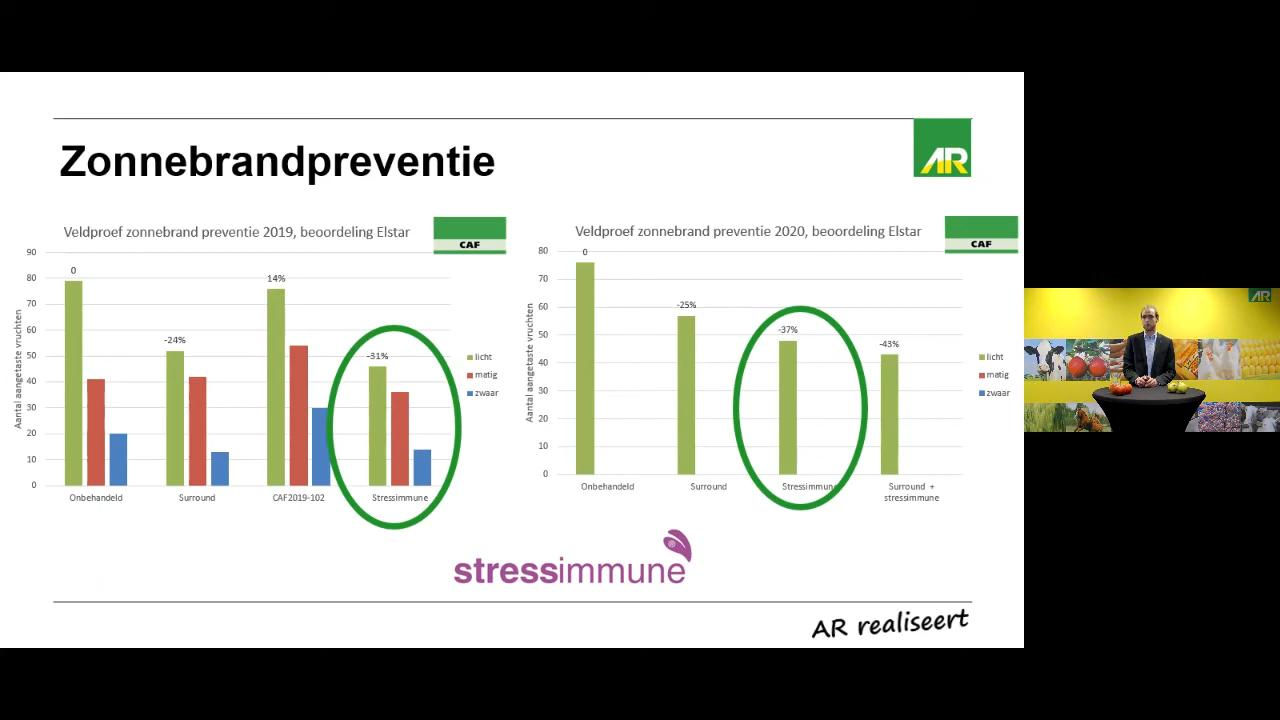 Zonnebrandpreventie
AR
Veldproef zonnebrand preventie 2019, beoordeling Elstar
CAF
Aantal aangetaste vruchten
90
80
70
60
50
40
30
20
10
0
0
-24%
14%
-31%
Onbehandeld
Surround
CAF2019-102
Stressimmune
licht
matig
zwaar
Veldproef zonnebrand preventie 2020, beoordeling Elstar
CAF
Aantal aangetaste vruchten
80
70
60
50
40
30
20
10
0
0
-25%
-37%
-43%
Onbehandeld
Surround
Stressimmune
Surround +
stressimmune
licht
matig
zwaar
stressimmune
AR realiseert
AR